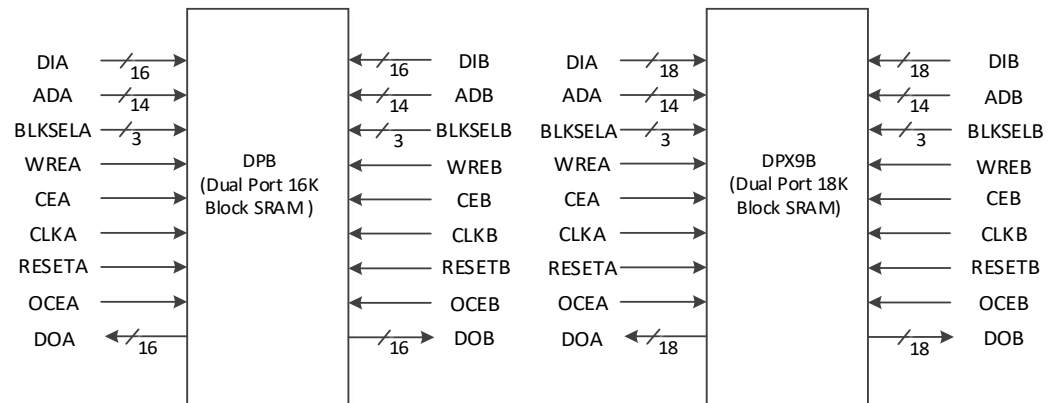 DIA 16 16 DIB
ADA 14 14 ADB
BLKSELA 3 3 BLKSELB
WREA WREB
CEA CEB
CLKA CLKB
RESETA RESETB
OCEA OCEB
DOA 16 16 DOB
DPB
(Dual Port 16K
Block SRAM )
DIA 18 18 DIB
ADA 14 14 ADB
BLKSELA 3 3 BLKSELB
WREA WREB
CEA CEB
CLKA CLKB
RESETA RESETB
OCEA OCEB
DOA 18 18 DOB
DPX9B
(Dual Port 18K
Block SRAM)